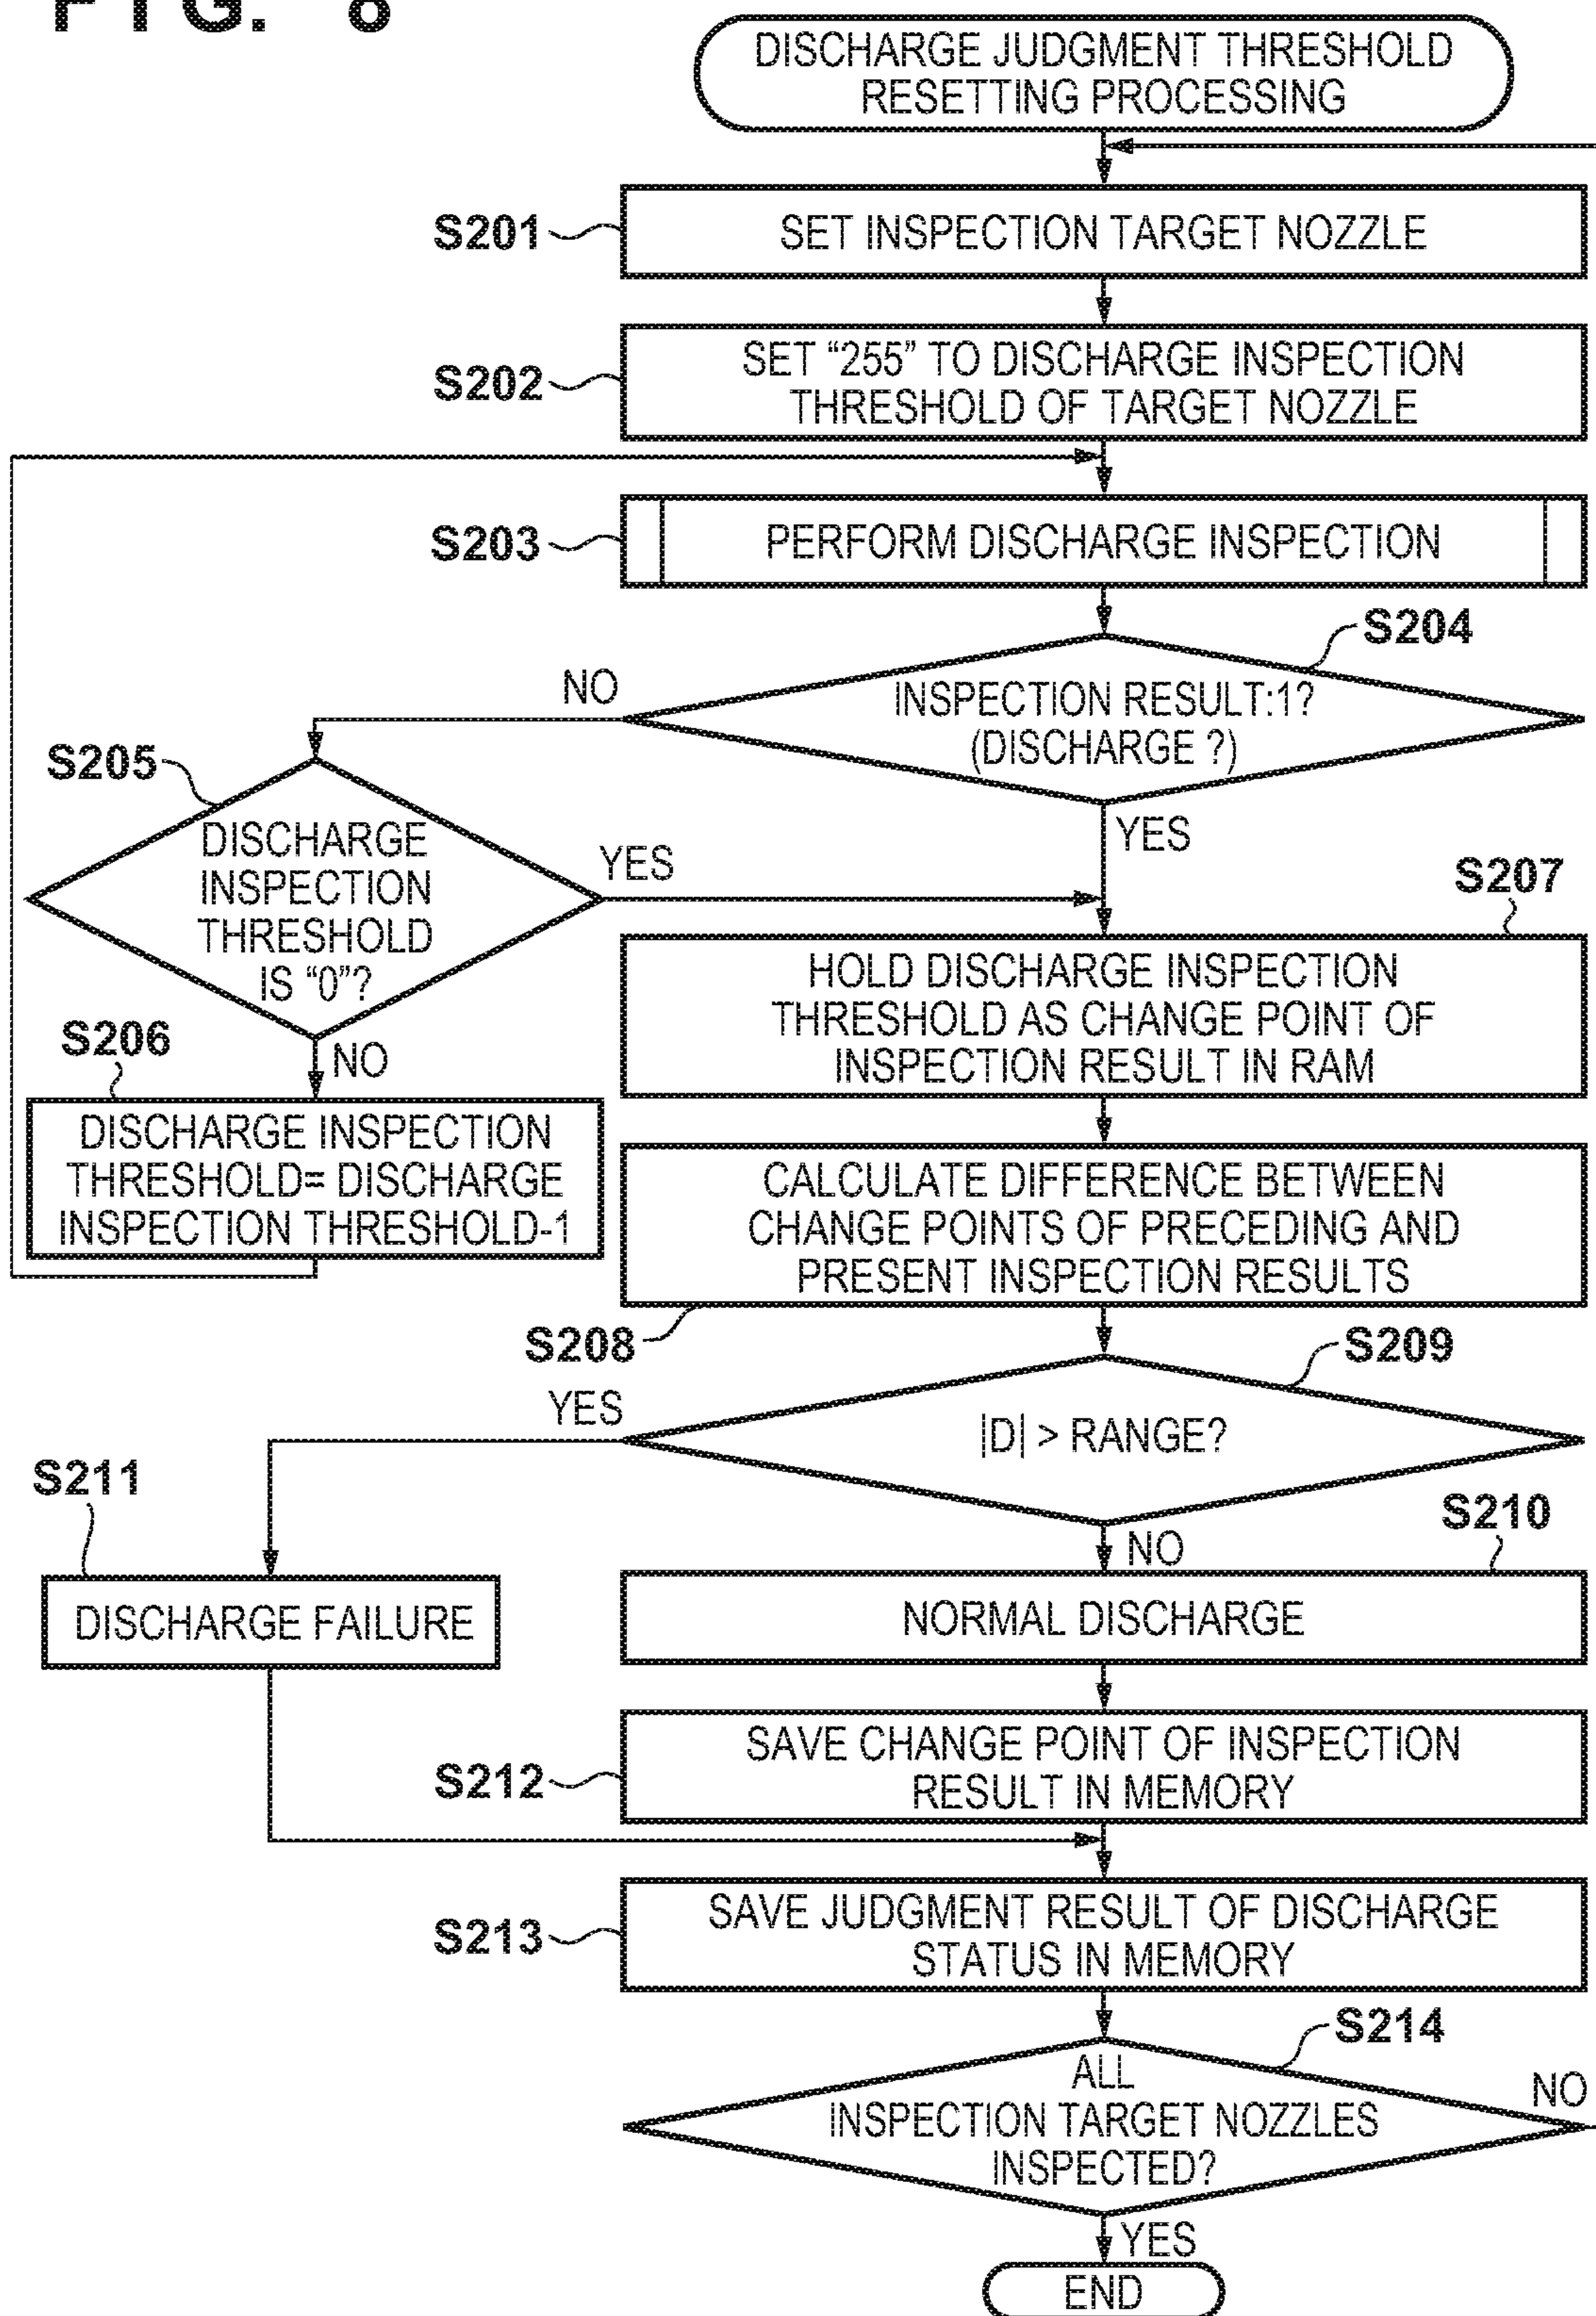 FIG. 8
DISCHARGE JUDGMENT THRESHOLD
RESETTING PROCESSING
S201
SET INSPECTION TARGET NOZZLE
S202
SET “255” TO DISCHARGE INSPECTION
THRESHOLD OF TARGET NOZZLE
S203
PERFORM DISCHARGE INSPECTION
S204
INSPECTION RESULT:1?
(DISCHARGE ?)
NO
YES
S205
DISCHARGE
INSPECTION
THRESHOLD
IS “0”?
YES
NO
S206
DISCHARGE INSPECTION
THRESHOLD= DISCHARGE
INSPECTION THRESHOLD-1
S207
HOLD DISCHARGE INSPECTION
THRESHOLD AS CHANGE POINT OF
INSPECTION RESULT IN RAM
CALCULATE DIFFERENCE BETWEEN
CHANGE POINTS OF PRECEDING AND
PRESENT INSPECTION RESULTS
S208
S209
|D| > RANGE?
YES
NO
S211
DISCHARGE FAILURE
S210
NORMAL DISCHARGE
S212
SAVE CHANGE POINT OF INSPECTION
RESULT IN MEMORY
S213
SAVE JUDGMENT RESULT OF DISCHARGE
STATUS IN MEMORY
S214
ALL
INSPECTION TARGET NOZZLES
INSPECTED?
NO
YES
END